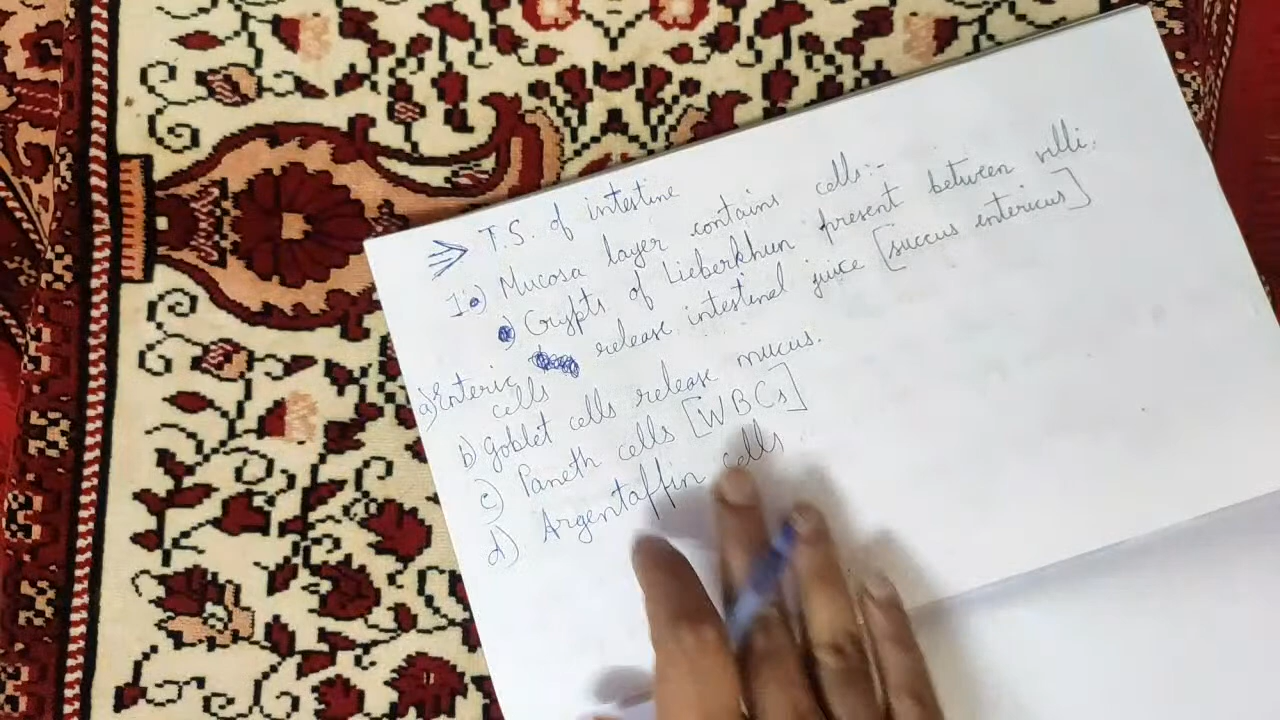 T.S. of intestine
1) Mucosa layer contains cells:-
Crypts of Lieberkhun present between villi.
a) Enteric cells release intestinal juice [succus entericus]
b) goblet cells release mucus.
c) Paneth cells [WBCs]
d) Argentaffin cells